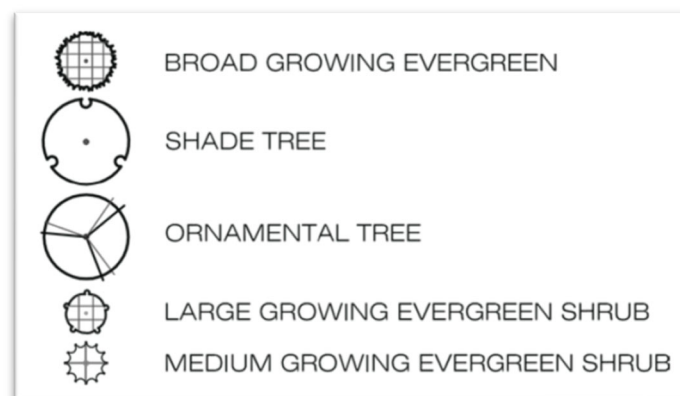 BROAD GROWING EVERGREEN
SHADE TREE
ORNAMENTAL TREE
LARGE GROWING EVERGREEN SHRUB
MEDIUM GROWING EVERGREEN SHRUB